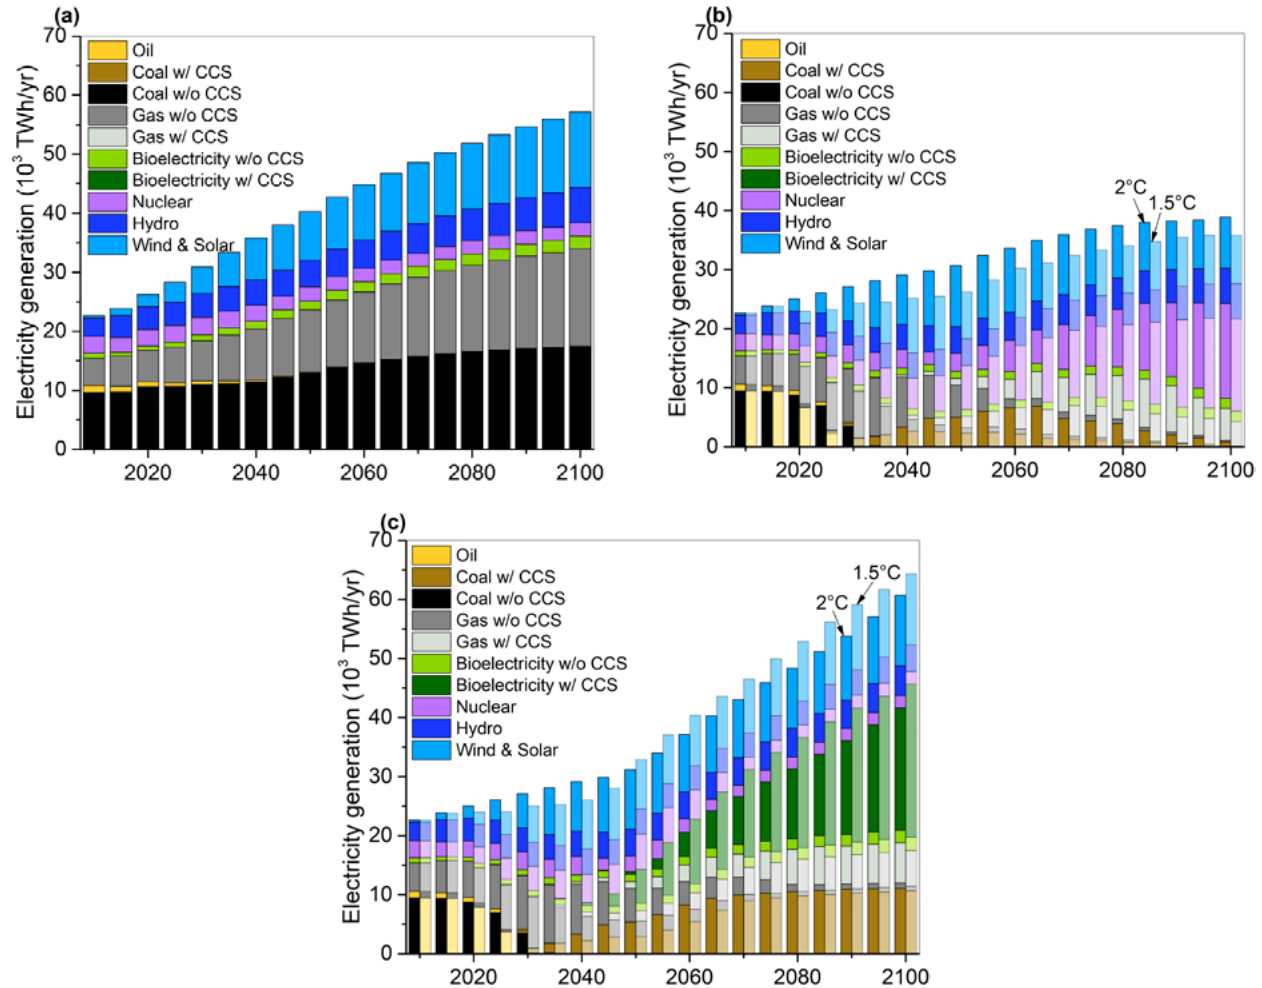 (a)
Electricity generation (10³ TWh/yr)
70
60
50
40
30
20
10
0
Oil
Coal w/ CCS
Coal w/o CCS
Gas w/o CCS
Gas w/ CCS
Bioelectricity w/o CCS
Bioelectricity w/ CCS
Nuclear
Hydro
Wind & Solar
2020 2040 2060 2080 2100
(b)
Electricity generation (10³ TWh/yr)
70
60
50
40
30
20
10
0
Oil
Coal w/ CCS
Coal w/o CCS
Gas w/o CCS
Gas w/ CCS
Bioelectricity w/o CCS
Bioelectricity w/ CCS
Nuclear
Hydro
Wind & Solar
2°C
1.5°C
2020 2040 2060 2080 2100
(c)
Electricity generation (10³ TWh/yr)
70
60
50
40
30
20
10
0
Oil
Coal w/ CCS
Coal w/o CCS
Gas w/o CCS
Gas w/ CCS
Bioelectricity w/o CCS
Bioelectricity w/ CCS
Nuclear
Hydro
Wind & Solar
1.5°C
2°C
2020 2040 2060 2080 2100